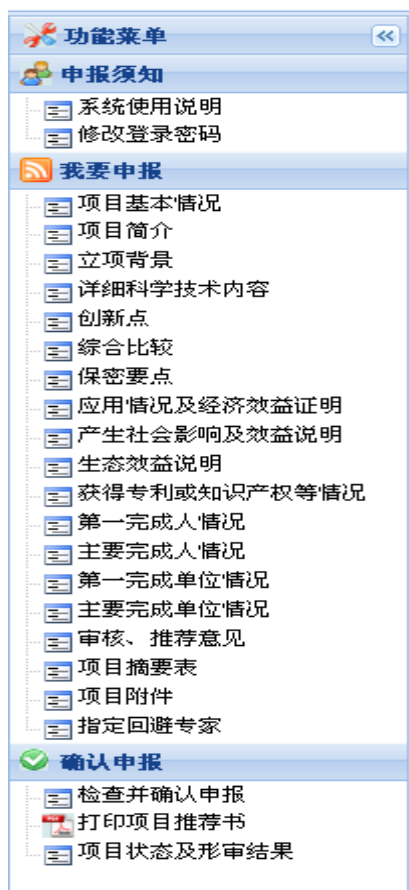 功能菜单
申报须知
系统使用说明
修改登录密码
我要申报
项目基本情况
项目简介
立项背景
详细科学技术内容
创新点
综合比较
保密要点
应用情况及经济效益证明
产生社会影响及效益说明
生态效益说明
获得专利或知识产权等情况
第一完成人情况
主要完成人情况
第一完成单位情况
主要完成单位情况
审核、推荐意见
项目摘要表
项目附件
指定回避专家
确认申报
检查并确认申报
打印项目推荐书
项目状态及形审结果